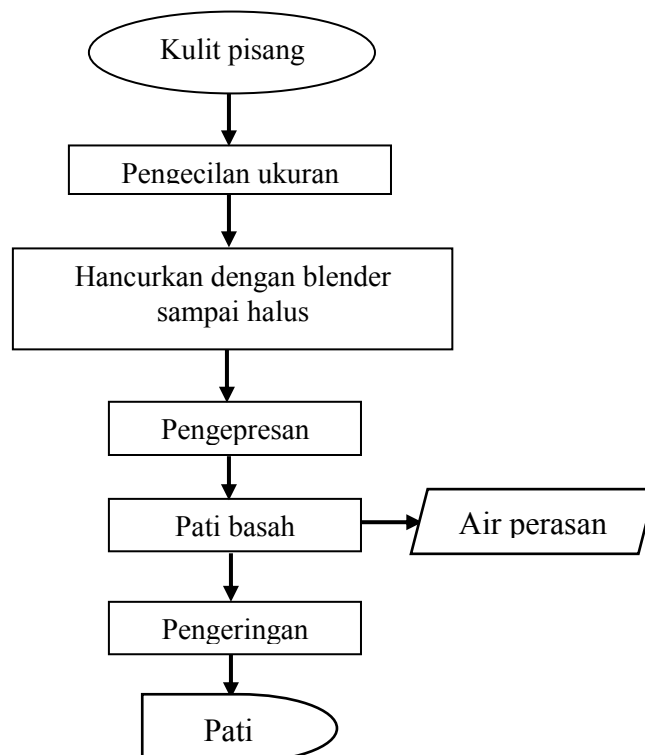 Kulit pisang
Pengecilan ukuran
Hancurkan dengan blender
sampai halus
Pengepresan
Pati basah
Air perasan
Pengeringan
Pati